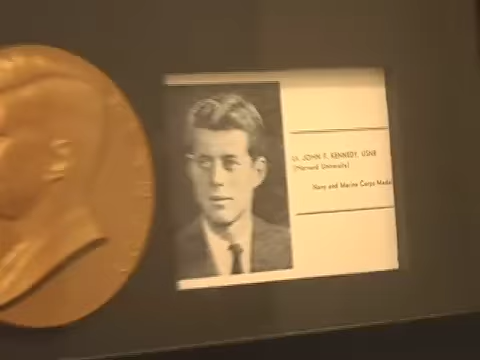 Lt. JOHN F. KENNEDY, USNR
(Harvard University)
Navy and Marine Corps Medal